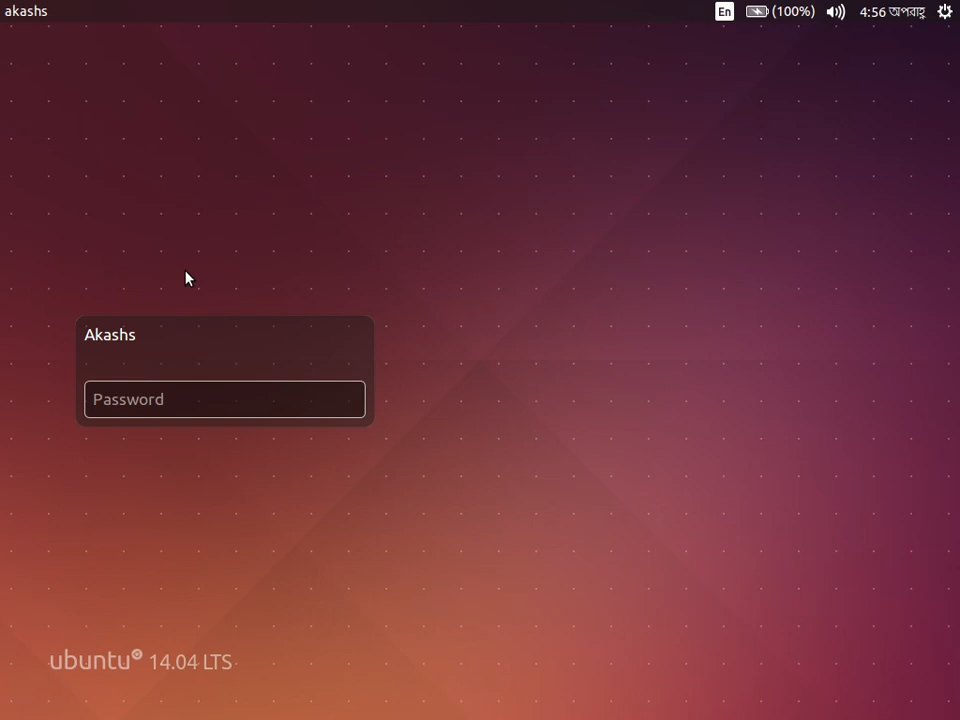 akashs
En (100%) 4:56 অপরাহ্ণ
Akashs
Password
ubuntu 14.04 LTS